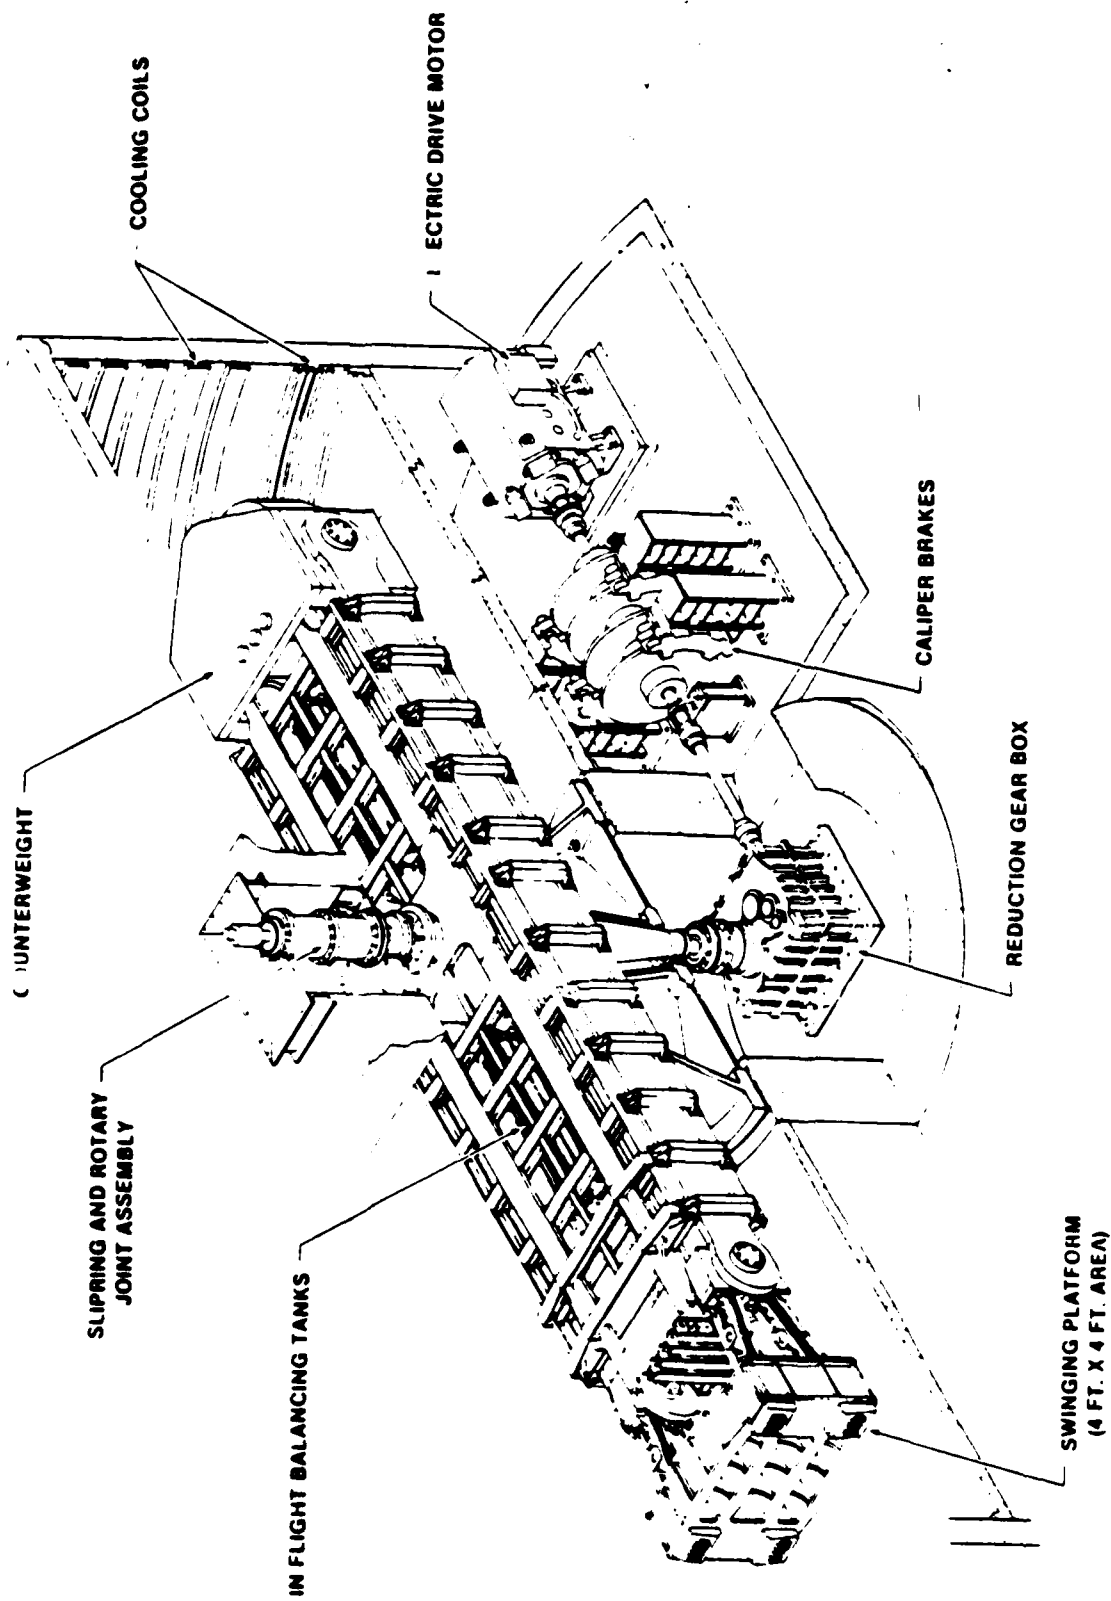 COOLING COILS
ECTRIC DRIVE MOTOR
OUNTERWEIGHT
CALIPER BRAKES
REDUCTION GEAR BOX
SLIPRING AND ROTARY
JOINT ASSEMBLY
IN FLIGHT BALANCING TANKS
SWINGING PLATFORM
(4 FT. X 4 FT. AREA)